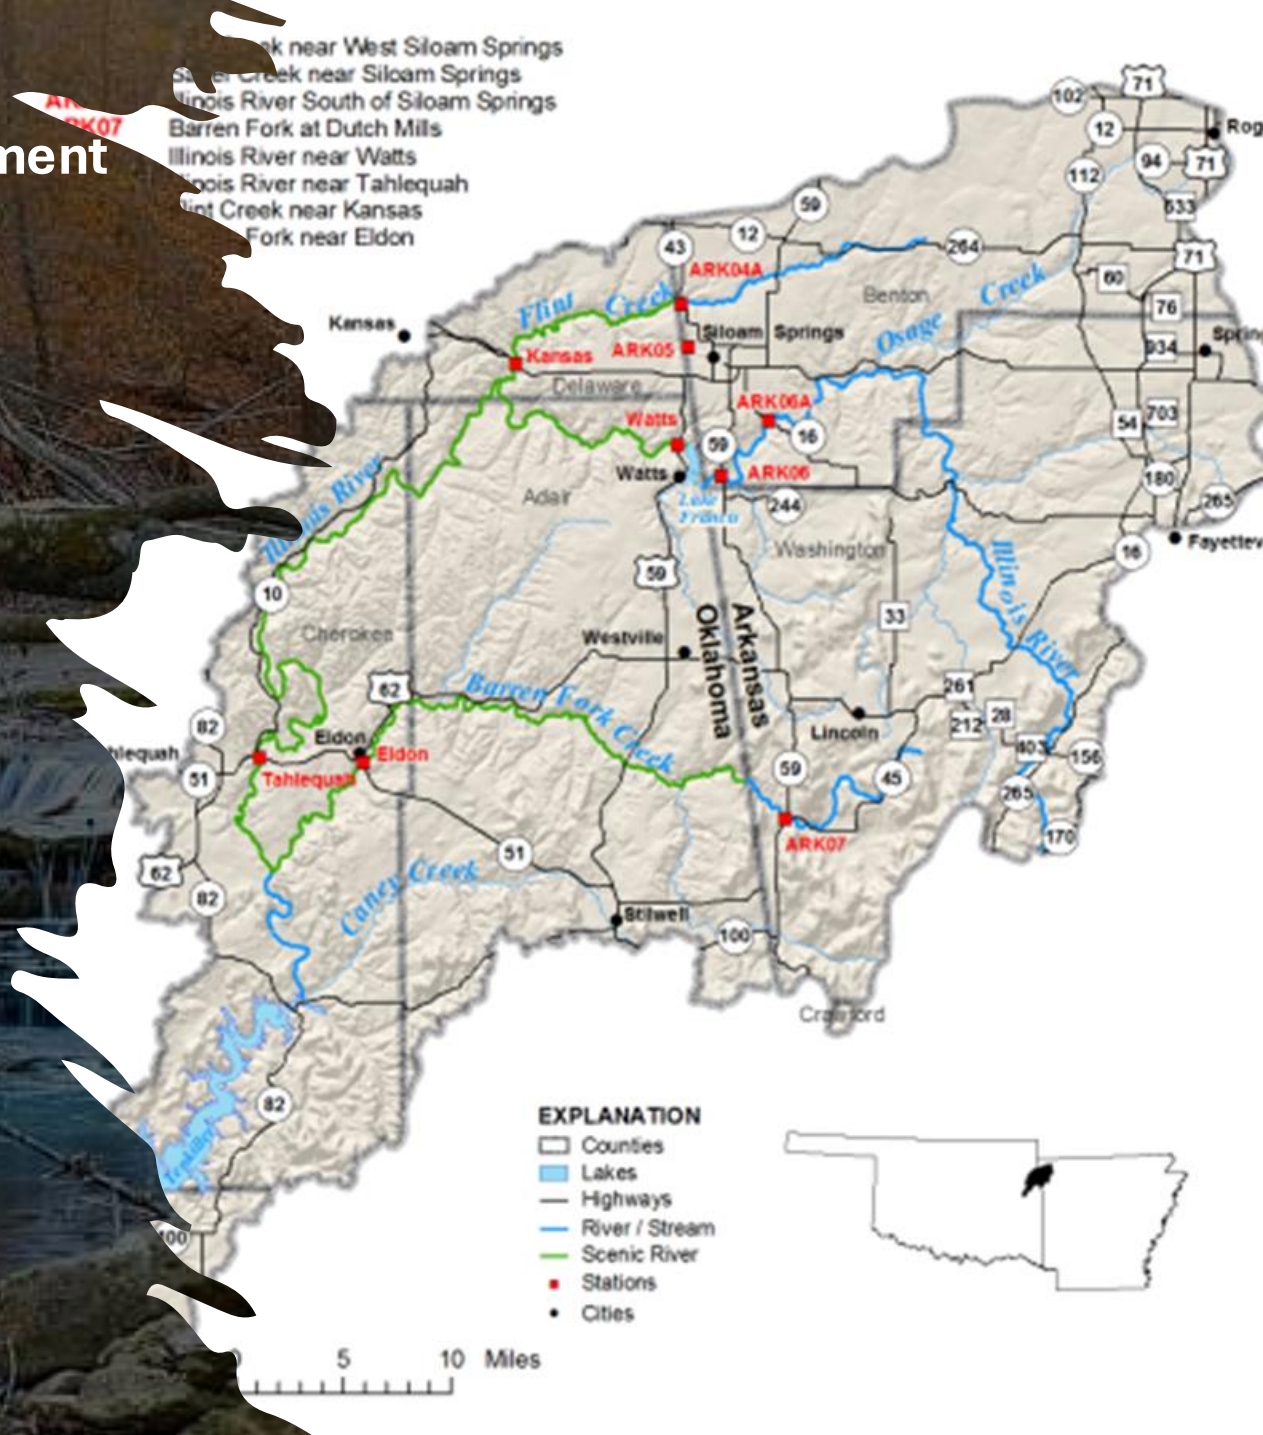 ek near West Siloam Springs
Creek near Siloam Springs
linois River South of Siloam Springs
RK07 Barren Fork at Dutch Mills
ment
Illinois River near Watts
inois River near Tahlequah
lint Creek near Kansas
Fork near Eldon
102
71
12
Rog
112
94
71
59
633
43
12
264
71
ARK04A
60
Flint Creek
Benton
Osage Creek
76
Kansas
Siloam Springs
934
Spring
Kansas
ARK05
Delaware
ARK06A
Watts
59
16
54
703
Watts
ARK06
180
Illinois River
Adair
Lake Franco
244
265
Washington
Fayettev
16
59
10
Illinois River
33
Cherokee
Westville
Arkansas
Oklahoma
62
Barren Fork Creek
261
82
212
28
Lincoln
hlequah
Eldon
Eldon
803
156
51
Tahlequah
59
45
265
170
ARK07
62
51
82
Caney Creek
Stilwell
100
Crawford
82
Tenkiller
100
EXPLANATION
Counties
Lakes
Highways
River / Stream
Scenic River
Stations
Cities
0 5 10 Miles